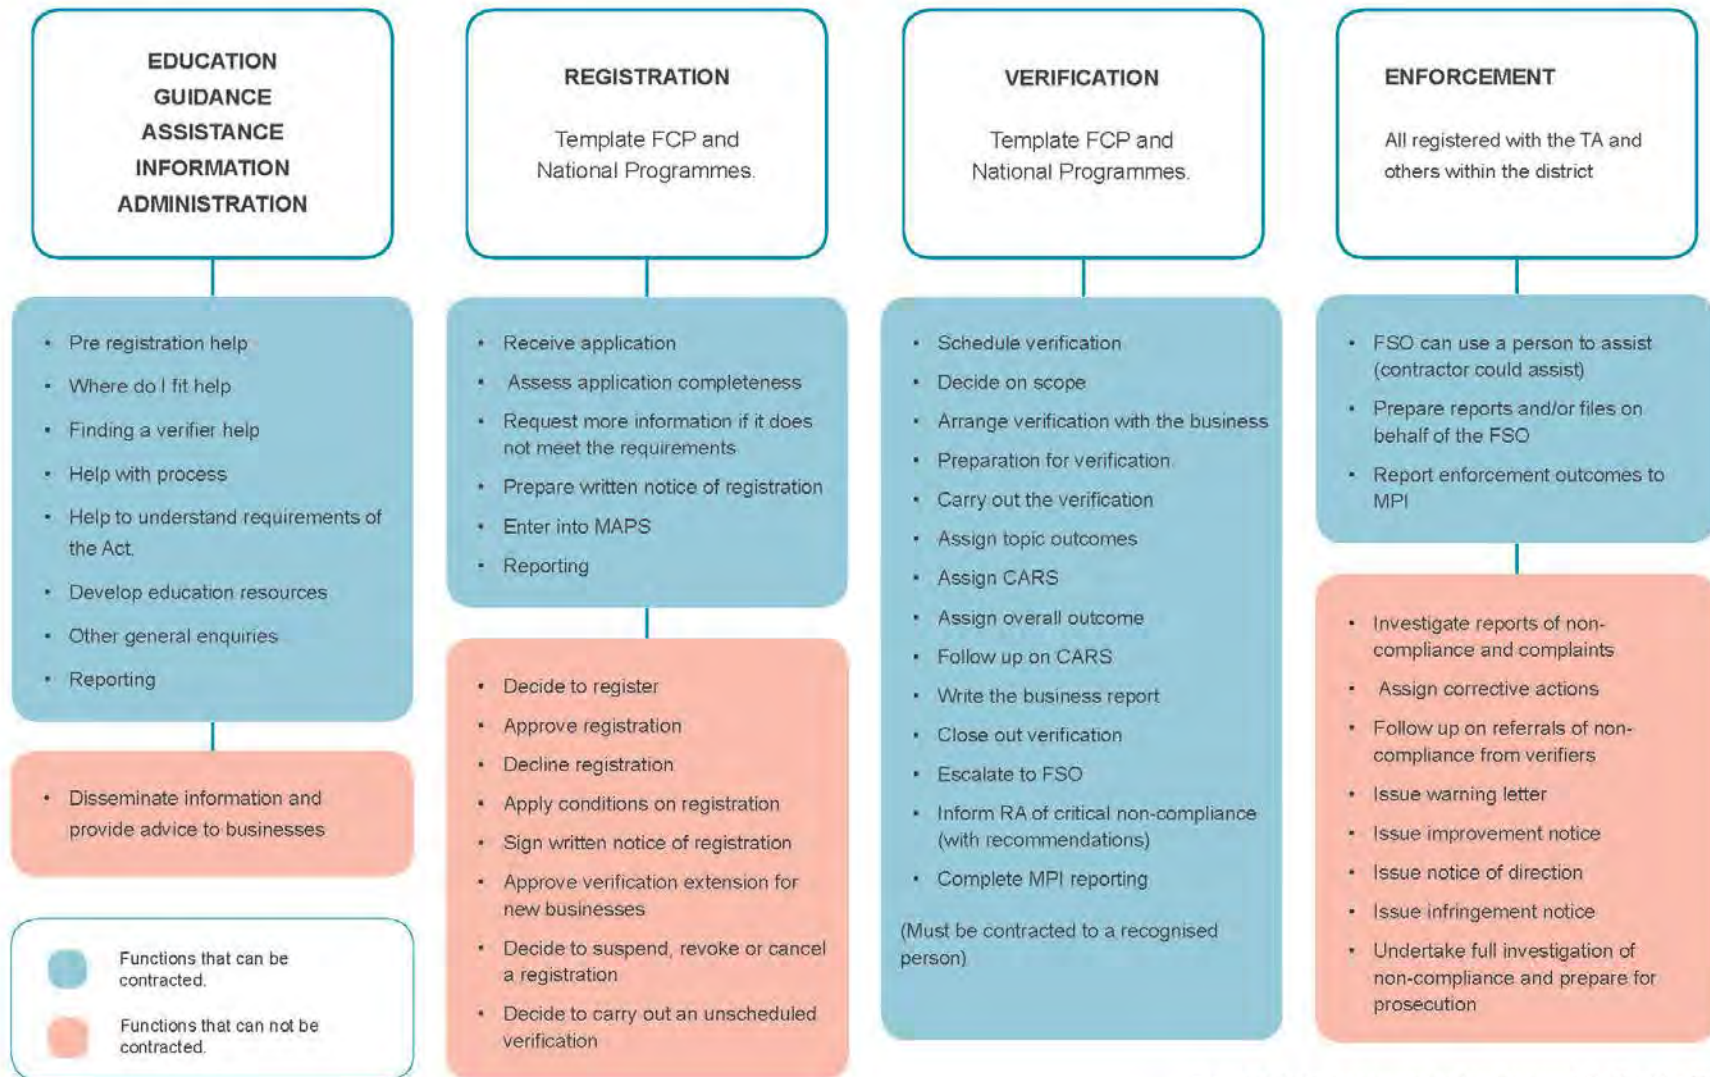 EDUCATION
GUIDANCE
ASSISTANCE
INFORMATION
ADMINISTRATION
• Pre registration help
• Where do I fit help
• Finding a verifier help
• Help with process
• Help to understand requirements of
the Act.
• Develop education resources
• Other general enquiries
• Reporting
• Disseminate information and
provide advice to businesses
Functions that can be
contracted.
Functions that can not be
contracted.
REGISTRATION
Template FCP and
National Programmes.
• Receive application
• Assess application completeness
• Request more information if it does
not meet the requirements
• Prepare written notice of registration
• Enter into MAPS
• Reporting
• Decide to register
• Approve registration
• Decline registration
• Apply conditions on registration
• Sign written notice of registration
• Approve verification extension for
new businesses
• Decide to suspend, revoke or cancel
a registration
• Decide to carry out an unscheduled
verification
VERIFICATION
Template FCP and
National Programmes.
• Schedule verification
• Decide on scope
• Arrange verification with the business
• Preparation for verification
• Carry out the verification
• Assign topic outcomes
• Assign CARS
• Assign overall outcome
• Follow up on CARS
• Write the business report
• Close out verification
• Escalate to FSO
• Inform RA of critical non-compliance
(with recommendations)
• Complete MPI reporting
(Must be contracted to a recognised
person)
ENFORCEMENT
All registered with the TA and
others within the district
• FSO can use a person to assist
(contractor could assist)
• Prepare reports and/or files on
behalf of the FSO
• Report enforcement outcomes to
MPI
• Investigate reports of non-
compliance and complaints
• Assign corrective actions
• Follow up on referrals of non-
compliance from verifiers
• Issue warning letter
• Issue improvement notice
• Issue notice of direction
• Issue infringement notice
• Undertake full investigation of
non-compliance and prepare for
prosecution